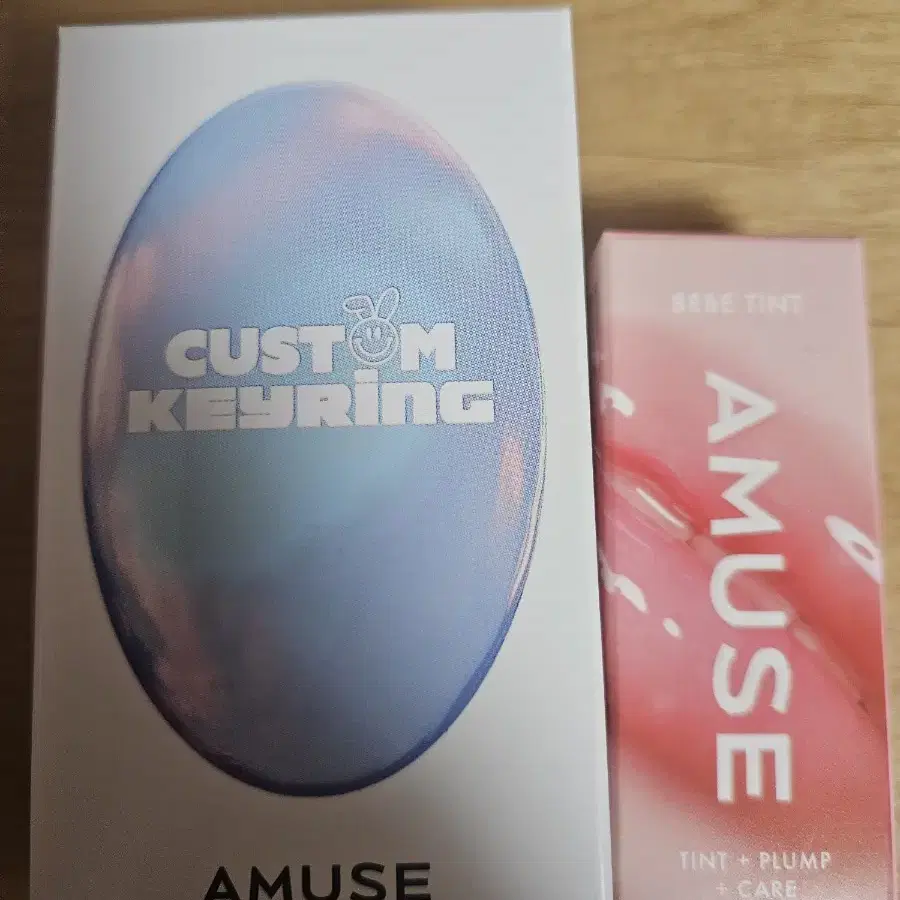 CUSTOM
KEYRING
AMUSE
BEBE TINT
AMUSE
TINT + PLUMP
+ CARE